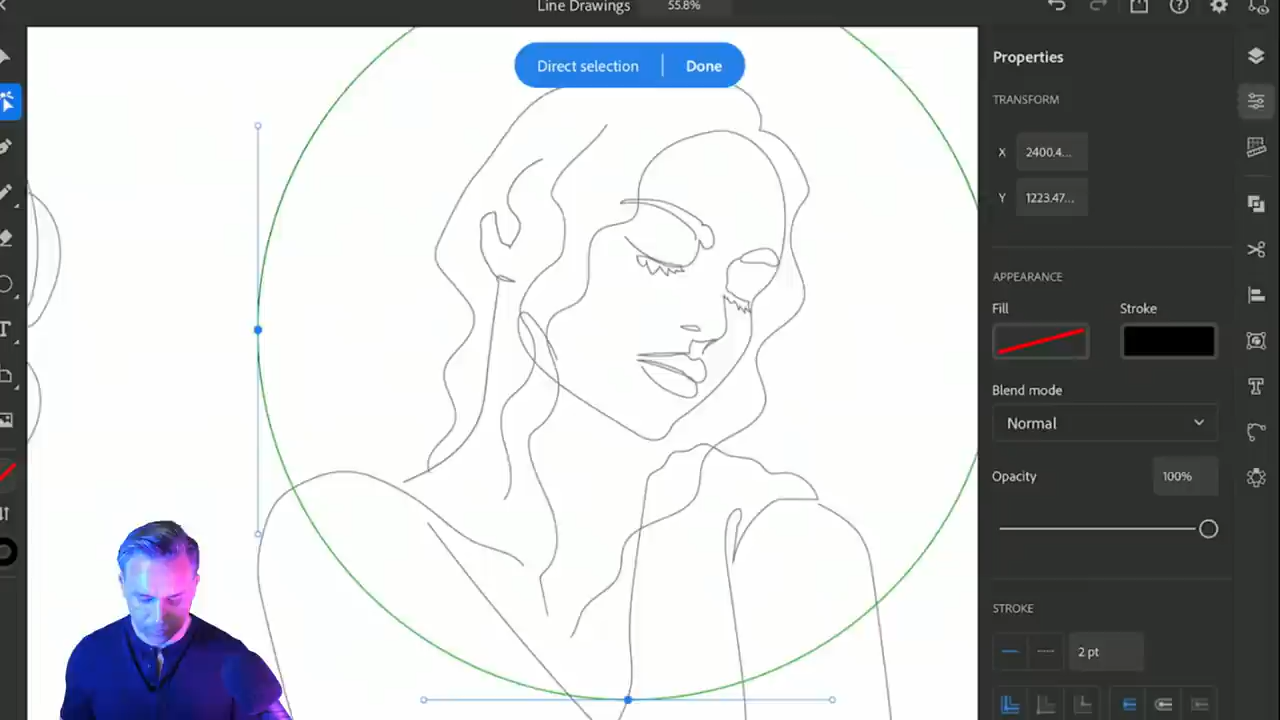 Line Drawings 55.8%
Direct selection Done
Properties
TRANSFORM
X 2400.4...
Y 1223.47...
APPEARANCE
Fill Stroke
Blend mode
Normal
Opacity 100%
STROKE
2 pt